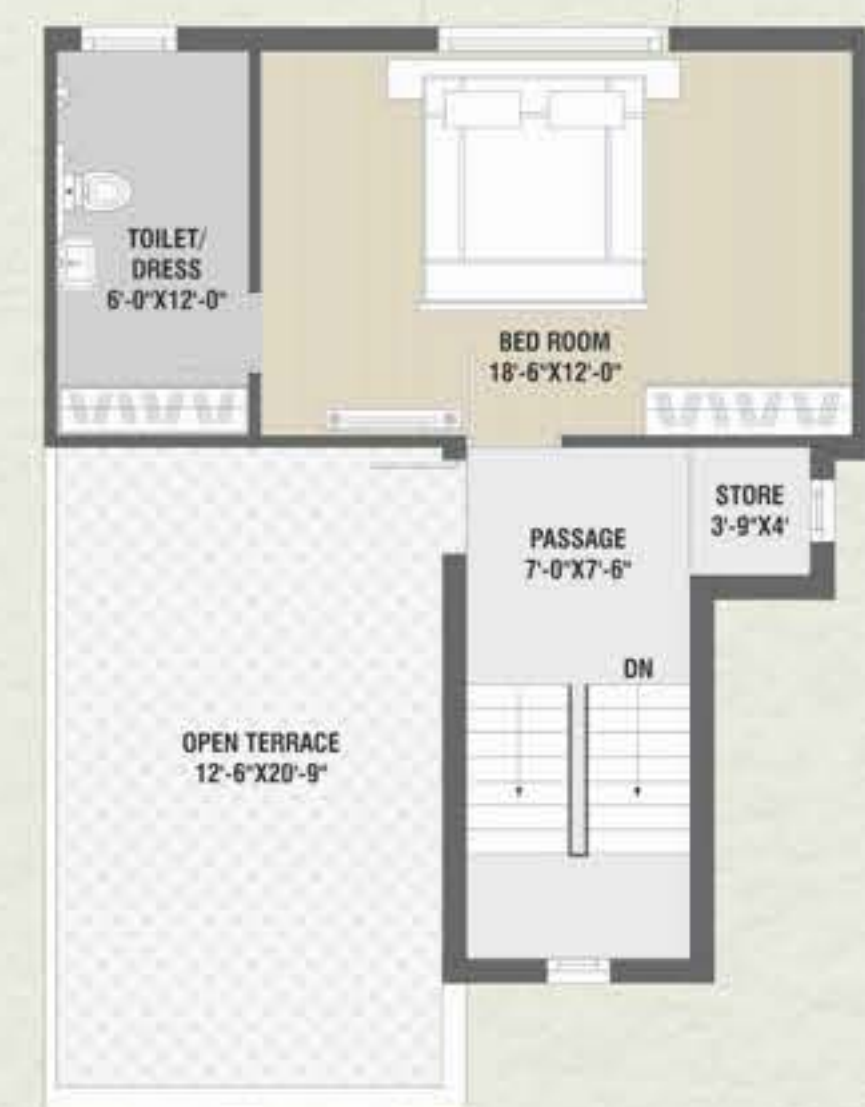 TOILET/
DRESS
6'-0"X12'-0"
BED ROOM
18'-6"X12'-0"
STORE
3'-9"X4'
PASSAGE
7'-0"X7'-6"
DN
OPEN TERRACE
12'-6"X20'-9"